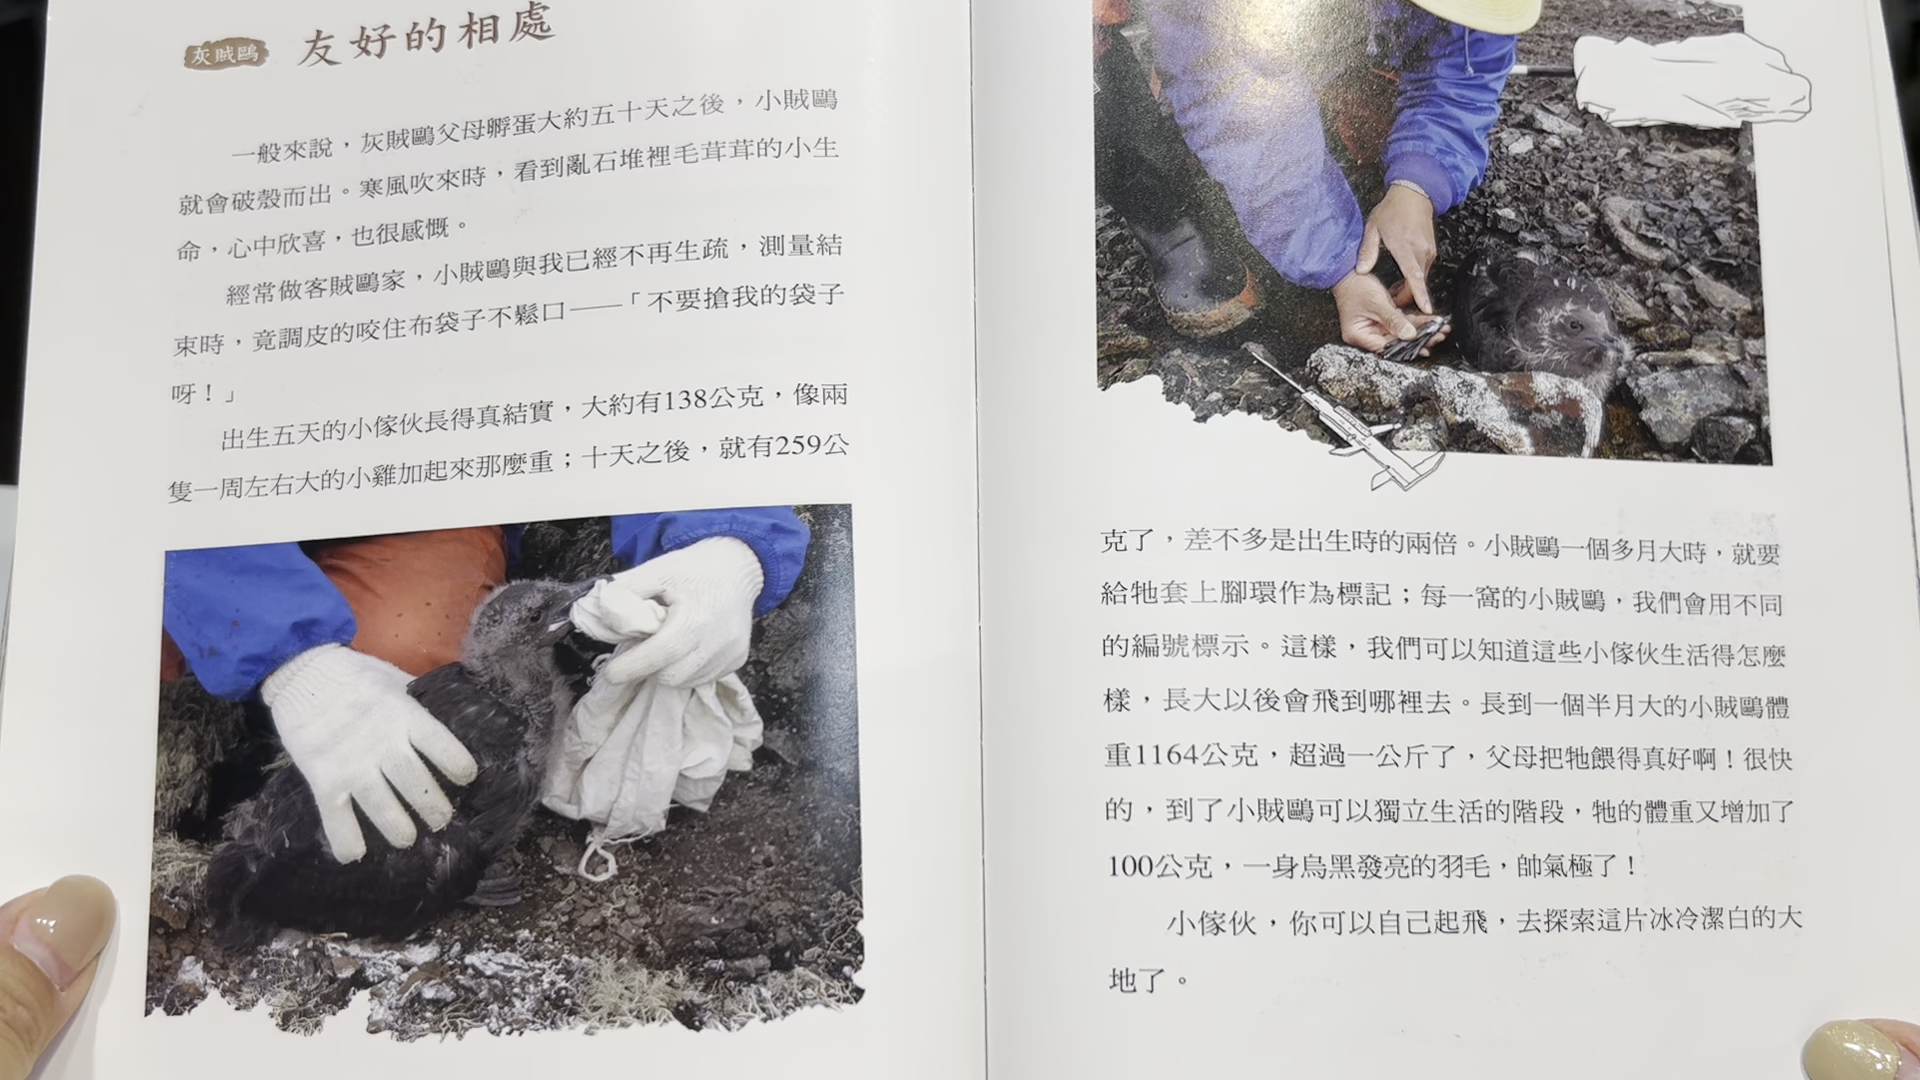 灰賊鷗 友好的相處
一般來說，灰賊鷗父母孵蛋大約五十天之後，小賊鷗
就會破殼而出。寒風吹來時，看到亂石堆裡毛茸茸的小生
命，心中欣喜，也很感慨。
經常做客賊鷗家，小賊鷗與我已經不再生疏，測量結
束時，竟調皮的咬住布袋子不鬆口——「不要搶我的袋子
呀！」
出生五天的小傢伙長得真結實，大約有138公克，像兩
隻一周左右大的小雞加起來那麼重；十天之後，就有259公
克了，差不多是出生時的兩倍。小賊鷗一個多月大時，就要
給牠套上腳環作為標記；每一窩的小賊鷗，我們會用不同
的編號標示。這樣，我們可以知道這些小傢伙生活得怎麼
樣，長大以後會飛到哪裡去。長到一個半月大的小賊鷗體
重1164公克，超過一公斤了，父母把牠餵得真好啊！很快
的，到了小賊鷗可以獨立生活的階段，牠的體重又增加了
100公克，一身烏黑發亮的羽毛，帥氣極了！
小傢伙，你可以自己起飛，去探索這片冰冷潔白的大
地了。